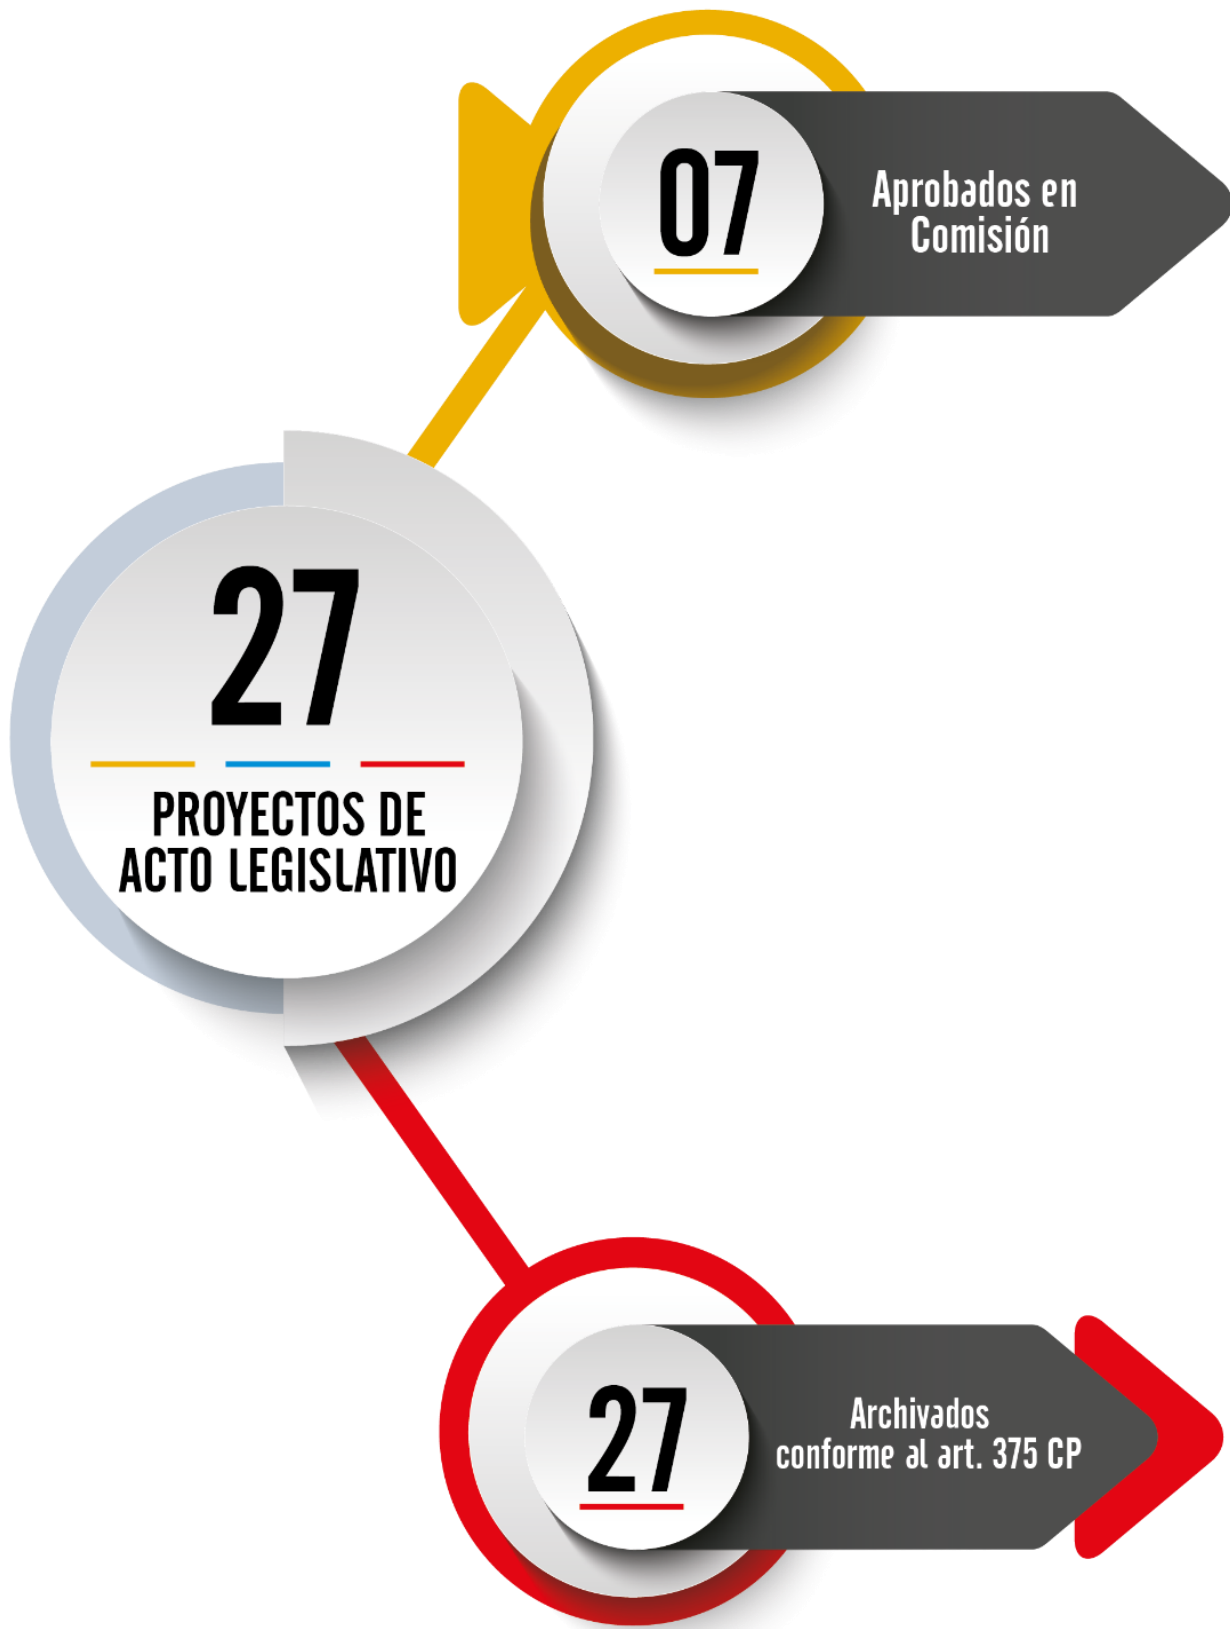 07
Aprobados en
Comisión
27
PROYECTOS DE
ACTO LEGISLATIVO
27
Archivados
conforme al art. 375 CP